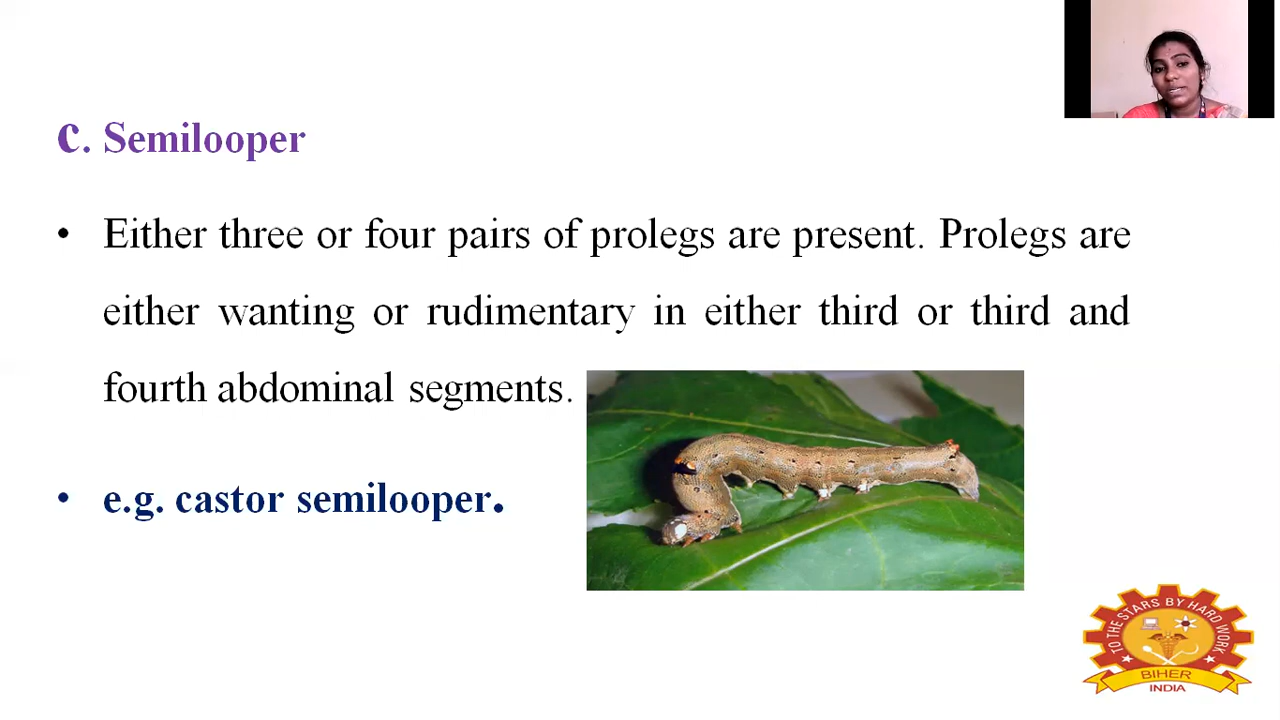 c. Semilooper
• Either three or four pairs of prolegs are present. Prolegs are
either wanting or rudimentary in either third or third and
fourth abdominal segments.
• e.g. castor semilooper.
TO THE STARS BY HARD WORK
BIHER
INDIA